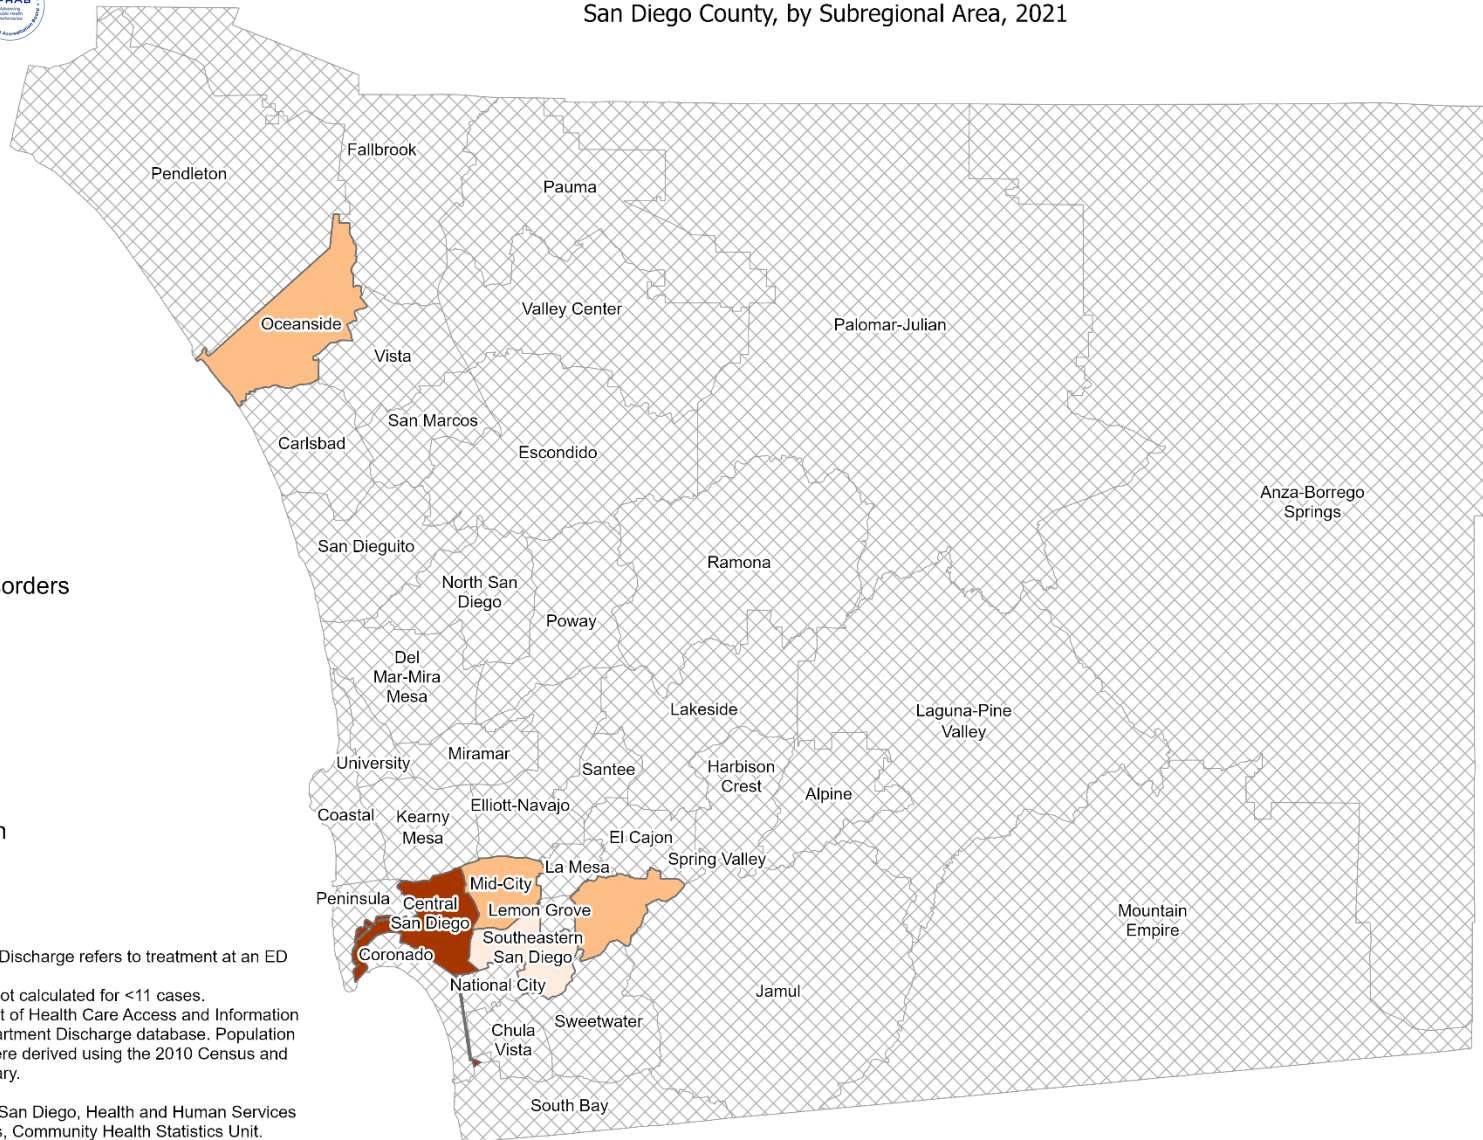 Advancing
San Diego County, by Subregional Area, 2021
Pendleton
Fallbrook
Pauma
Oceanside
Valley Center
Palomar-Julian
Vista
San Marcos
Carlsbad
Escondido
Anza-Borrego
Springs
San Dieguito
Ramona
orders
North San
Diego
Poway
Del
Mar-Mira
Mesa
Lakeside
Laguna-Pine
Valley
University
Miramar
Santee
Harbison
Crest
Alpine
Coastal
Kearny
Mesa
Elliott-Navajo
n
El Cajon
Spring Valley
La Mesa
Mid-City
Peninsula
Central
San Diego
Lemon Grove
Mountain
Empire
Southeastern
San Diego
Coronado
National City
Jamul
Discharge refers to treatment at an ED
ot calculated for <11 cases.
t of Health Care Access and Information
artment Discharge database. Population
ere derived using the 2010 Census and
ary.
San Diego, Health and Human Services
s, Community Health Statistics Unit.
Sweetwater
Chula
Vista
South Bay